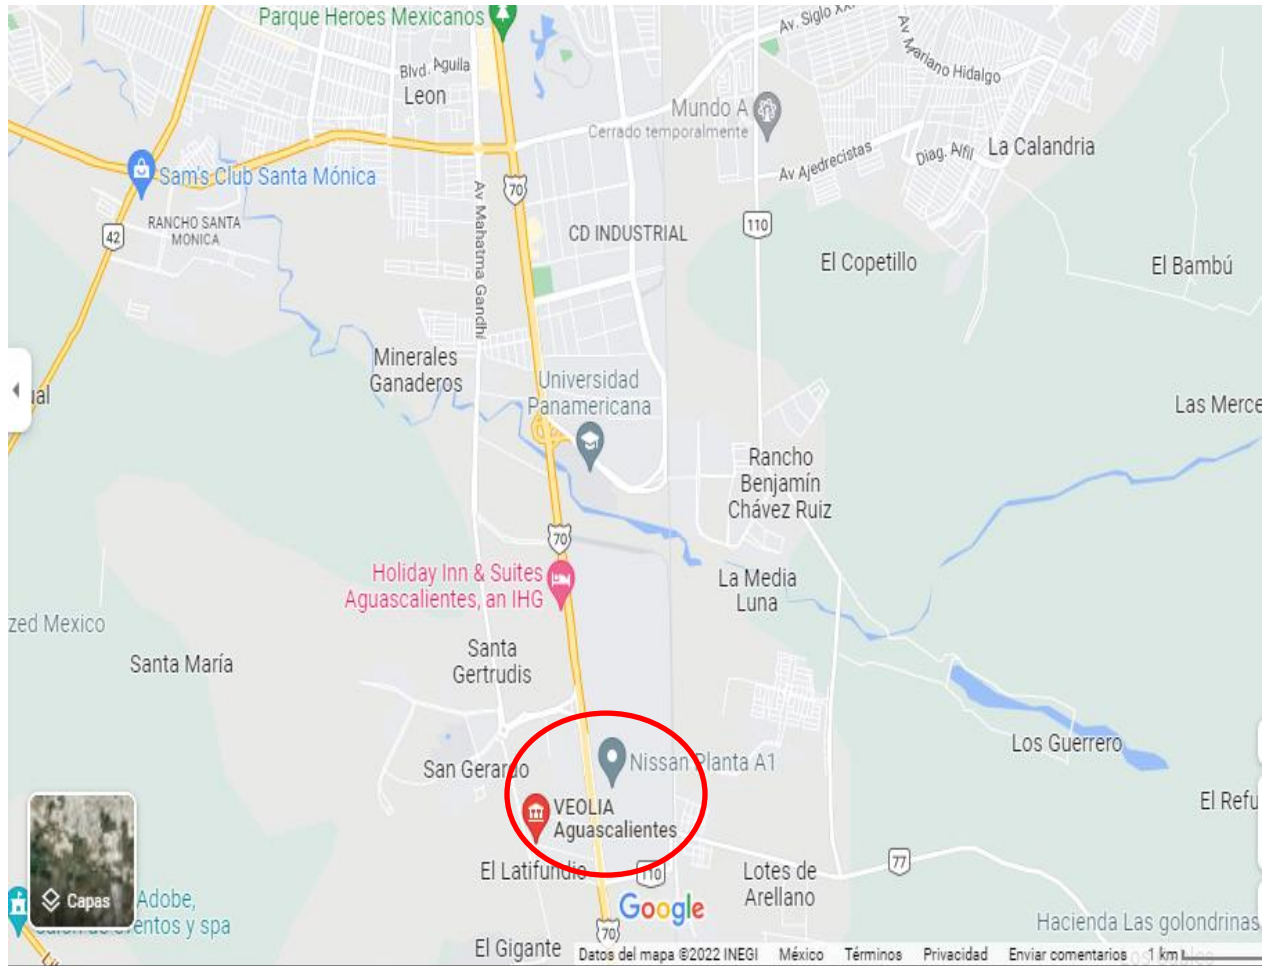 Parque Heroes Mexicanos
Av. Siglo XX
Av Mariano Hidalgo
Blvd. Aguila
Leon
Mundo A
Cerrado temporalmente
La Calandria
Diag. Alfil
Av Ajedrecistas
Sam's Club Santa Mónica
70
RANCHO SANTA
MONICA
42
Av Mahatma Gandhi
CD INDUSTRIAL
110
El Copetillo
El Bambú
Minerales
Ganaderos
Universidad
Panamericana
ual
Las Merce
Rancho
Benjamín
Chávez Ruiz
70
Holiday Inn & Suites
Aguascalientes, an IHG
La Media
Luna
zed Mexico
Santa María
Santa
Gertrudis
Los Guerrero
San Gerardo
Nissan Planta A1
VEOLIA
Aguascalientes
El Refu
El Latifundio
110
Lotes de
Arellano
77
Capas
Adobe,
entos y spa
Google
70
Hacienda Las golondrinas
El Gigante
Datos del mapa ©2022 INEGI México Términos Privacidad Enviar comentarios 1 km